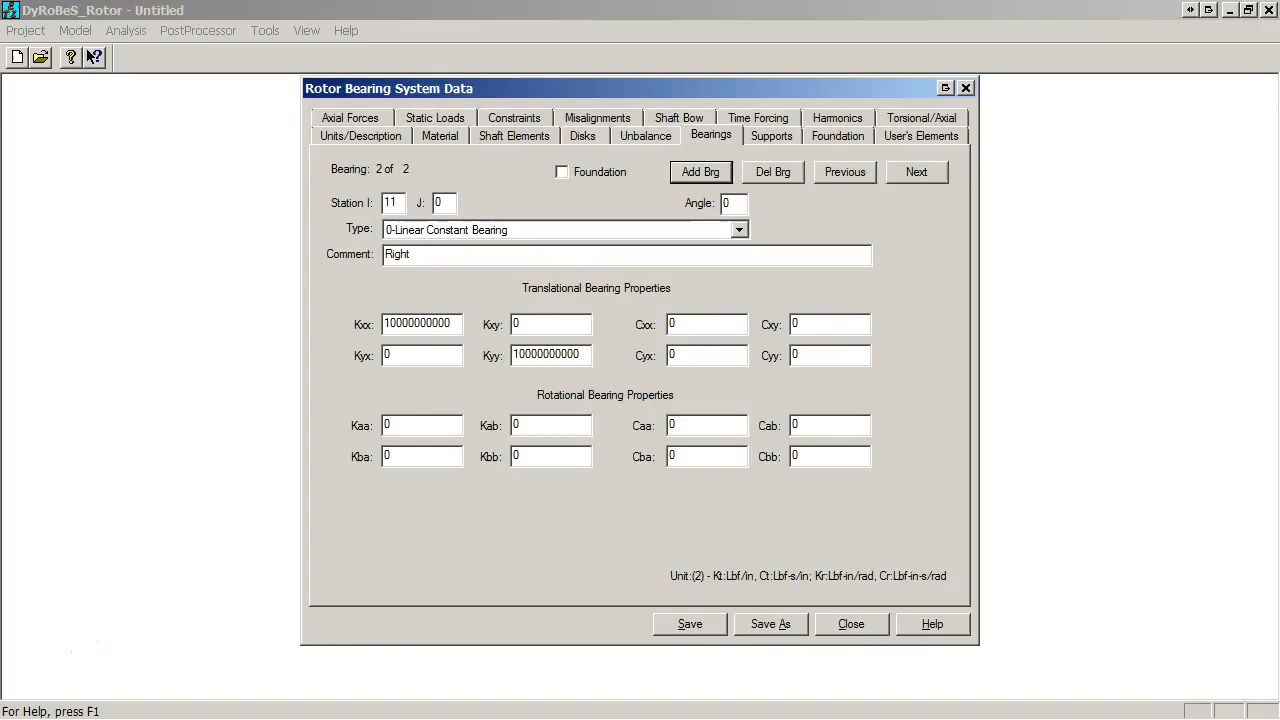 DyRoBeS_Rotor - Untitled
Project Model Analysis PostProcessor Tools View Help
Rotor Bearing System Data
Axial Forces Static Loads Constraints Misalignments Shaft Bow Time Forcing Harmonics Torsional/Axial
Units/Description Material Shaft Elements Disks Unbalance Bearings Supports Foundation User's Elements
Bearing: 2 of 2 Foundation Add Brg Del Brg Previous Next
Station I: 11 J: 0 Angle: 0
Type: 0-Linear Constant Bearing
Comment: Right
Translational Bearing Properties
Kxx: 10000000000 Kxy: 0 Cxx: 0 Cxy: 0
Kyx: 0 Kyy: 10000000000 Cyx: 0 Cyy: 0
Rotational Bearing Properties
Kaa: 0 Kab: 0 Caa: 0 Cab: 0
Kba: 0 Kbb: 0 Cba: 0 Cbb: 0
Unit:(2) - Kt:Lbf/in, Ct:Lbf-s/in; Kr:Lbf-in/rad, Cr:Lbf-in-s/rad
Save Save As Close Help
For Help, press F1